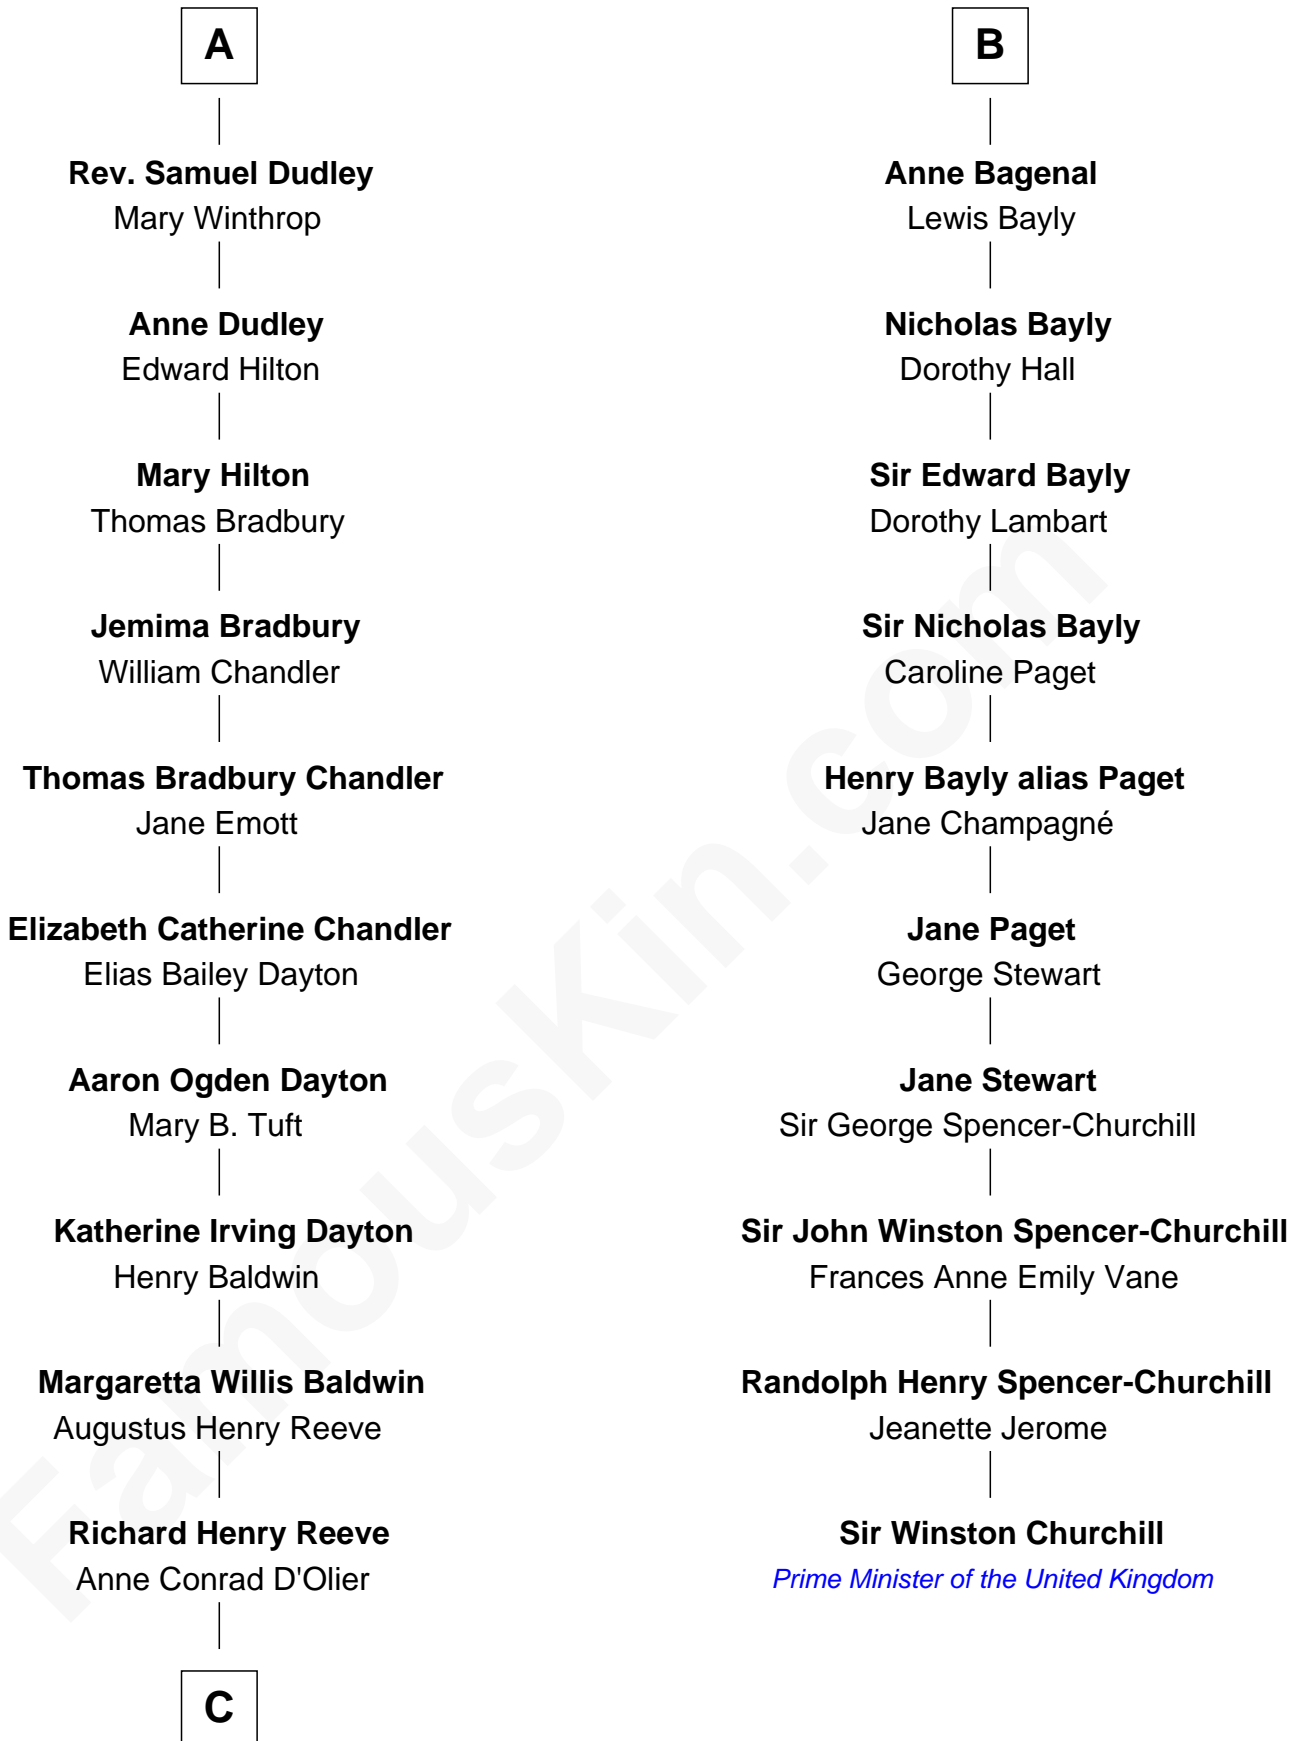 A
Rev. Samuel Dudley
Mary Winthrop
Anne Dudley
Edward Hilton
Mary Hilton
Thomas Bradbury
Jemima Bradbury
William Chandler
Thomas Bradbury Chandler
Jane Emott
Elizabeth Catherine Chandler
Elias Bailey Dayton
Aaron Ogden Dayton
Mary B. Tuft
Katherine Irving Dayton
Henry Baldwin
Margaretta Willis Baldwin
Augustus Henry Reeve
Richard Henry Reeve
Anne Conrad D'Olier
C
B
Anne Bagenal
Lewis Bayly
Nicholas Bayly
Dorothy Hall
Sir Edward Bayly
Dorothy Lambart
Sir Nicholas Bayly
Caroline Paget
Henry Bayly alias Paget
Jane Champagné
Jane Paget
George Stewart
Jane Stewart
Sir George Spencer-Churchill
Sir John Winston Spencer-Churchill
Frances Anne Emily Vane
Randolph Henry Spencer-Churchill
Jeanette Jerome
Sir Winston Churchill
Prime Minister of the United Kingdom
FamousKin.com